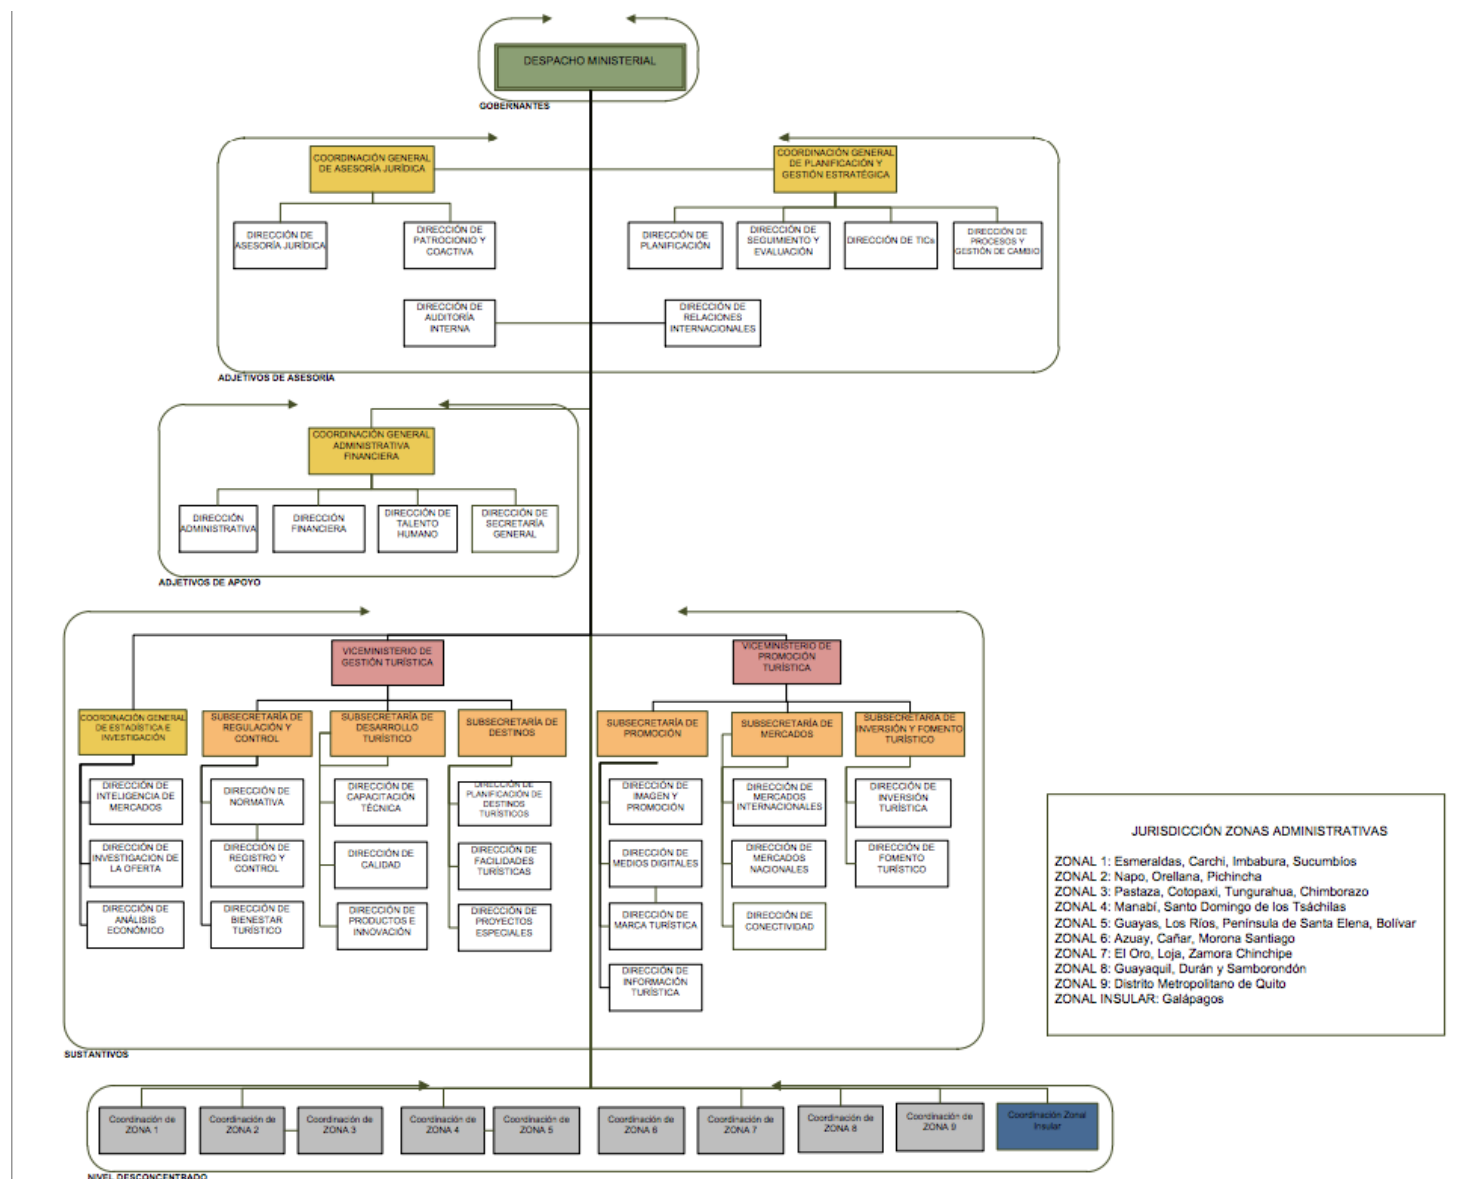 DESPACHO MINISTERIAL
GOBERNANTES
COORDINACIÓN GENERAL
DE ASESORÍA JURÍDICA
COORDINACIÓN GENERAL
DE PLANIFICACIÓN Y
GESTIÓN ESTRATÉGICA
DIRECCIÓN DE
ASESORÍA JURÍDICA
DIRECCIÓN DE
PATROCIONIO Y
COACTIVA
DIRECCIÓN DE
PLANIFICACIÓN
DIRECCIÓN DE
SEGUIMIENTO Y
EVALUACIÓN
DIRECCIÓN DE TICs
DIRECCIÓN DE
PROCESOS Y
GESTIÓN DE CAMBIO
DIRECCIÓN DE
AUDITORÍA
INTERNA
DIRECCIÓN DE
RELACIONES
INTERNACIONALES
ADJETIVOS DE ASESORÍA
COORDINACIÓN GENERAL
ADMINISTRATIVA
FINANCIERA
DIRECCIÓN
ADMINISTRATIVA
DIRECCIÓN
FINANCIERA
DIRECCIÓN DE
TALENTO
HUMANO
DIRECCIÓN DE
SECRETARÍA
GENERAL
ADJETIVOS DE APOYO
VICEMINISTERIO DE
GESTIÓN TURÍSTICA
VICEMINISTERIO DE
PROMOCIÓN
TURÍSTICA
COORDINACIÓN GENERAL
DE ESTADÍSTICA E
INVESTIGACIÓN
SUBSECRETARÍA DE
REGULACIÓN Y
CONTROL
SUBSECRETARÍA DE
DESARROLLO
TURÍSTICO
SUBSECRETARÍA DE
DESTINOS
SUBSECRETARÍA DE
PROMOCIÓN
SUBSECRETARÍA DE
MERCADOS
SUBSECRETARÍA DE
INVERSIÓN Y FOMENTO
TURÍSTICO
DIRECCIÓN DE
INTELIGENCIA DE
MERCADOS
DIRECCIÓN DE
NORMATIVA
DIRECCIÓN DE
CAPACITACIÓN
TÉCNICA
DIRECCIÓN DE
PLANIFICACIÓN DE
DESTINOS
TURÍSTICOS
DIRECCIÓN DE
IMAGEN Y
PROMOCIÓN
DIRECCIÓN DE
MERCADOS
INTERNACIONALES
DIRECCIÓN DE
INVERSIÓN
TURÍSTICA
DIRECCIÓN DE
INVESTIGACION DE
LA OFERTA
DIRECCIÓN DE
REGISTRO Y
CONTROL
DIRECCIÓN DE
CALIDAD
DIRECCIÓN DE
FACILIDADES
TURÍSTICAS
DIRECCIÓN DE
MEDIOS DIGITALES
DIRECCIÓN DE
MERCADOS
NACIONALES
DIRECCIÓN DE
FOMENTO
TURÍSTICO
DIRECCIÓN DE
ANÁLISIS
ECONÓMICO
DIRECCIÓN DE
BIENESTAR
TURÍSTICO
DIRECCIÓN DE
PRODUCTOS E
INNOVACIÓN
DIRECCIÓN DE
PROYECTOS
ESPECIALES
DIRECCIÓN DE
MARCA TURÍSTICA
DIRECCIÓN DE
CONECTIVIDAD
DIRECCIÓN DE
INFORMACIÓN
TURÍSTICA
SUSTANTIVOS
JURISDICCIÓN ZONAS ADMINISTRATIVAS
ZONAL 1: Esmeraldas, Carchi, Imbabura, Sucumbíos
ZONAL 2: Napo, Orellana, Pichincha
ZONAL 3: Pastaza, Cotopaxi, Tungurahua, Chimborazo
ZONAL 4: Manabí, Santo Domingo de los Tsáchilas
ZONAL 5: Guayas, Los Ríos, Península de Santa Elena, Bolívar
ZONAL 6: Azuay, Cañar, Morona Santiago
ZONAL 7: El Oro, Loja, Zamora Chinchipe
ZONAL 8: Guayaquil, Durán y Samborondón
ZONAL 9: Distrito Metropolitano de Quito
ZONAL INSULAR: Galápagos
Coordinación de
ZONA 1
Coordinación de
ZONA 2
Coordinación de
ZONA 3
Coordinación de
ZONA 4
Coordinación de
ZONA 5
Coordinación de
ZONA 6
Coordinación de
ZONA 7
Coordinación de
ZONA 8
Coordinación de
ZONA 9
Coordinación Zonal
Insular
NIVEL DESCONCENTRADO